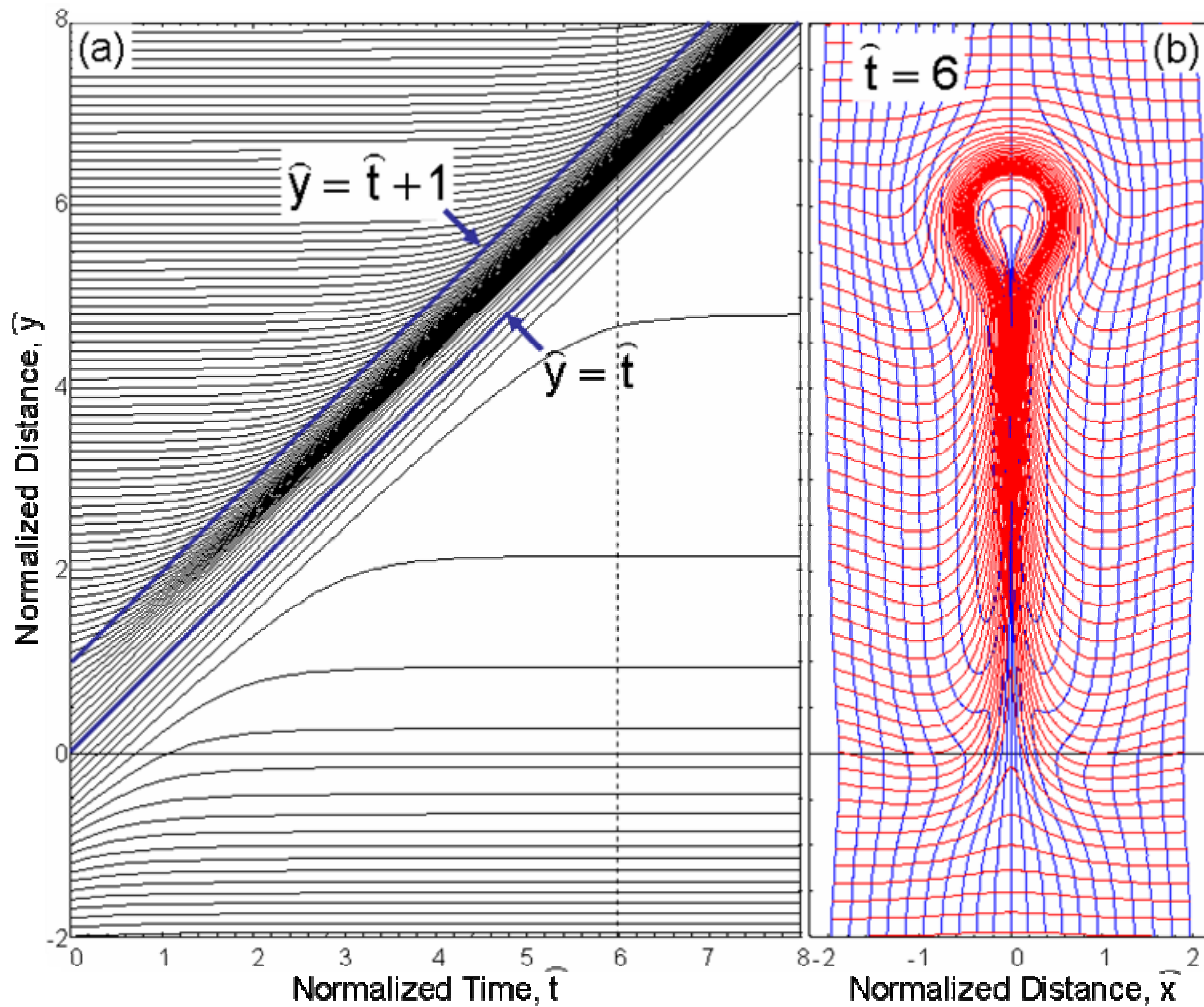 (a)
ŷ = t̂ + 1
ŷ = t̂
8
6
4
2
0
-2
Normalized Distance, ŷ
0 1 2 3 4 5 6 7 8
Normalized Time, t̂
(b)
t̂ = 6
-2 -1 0 1 2
Normalized Distance, x̂